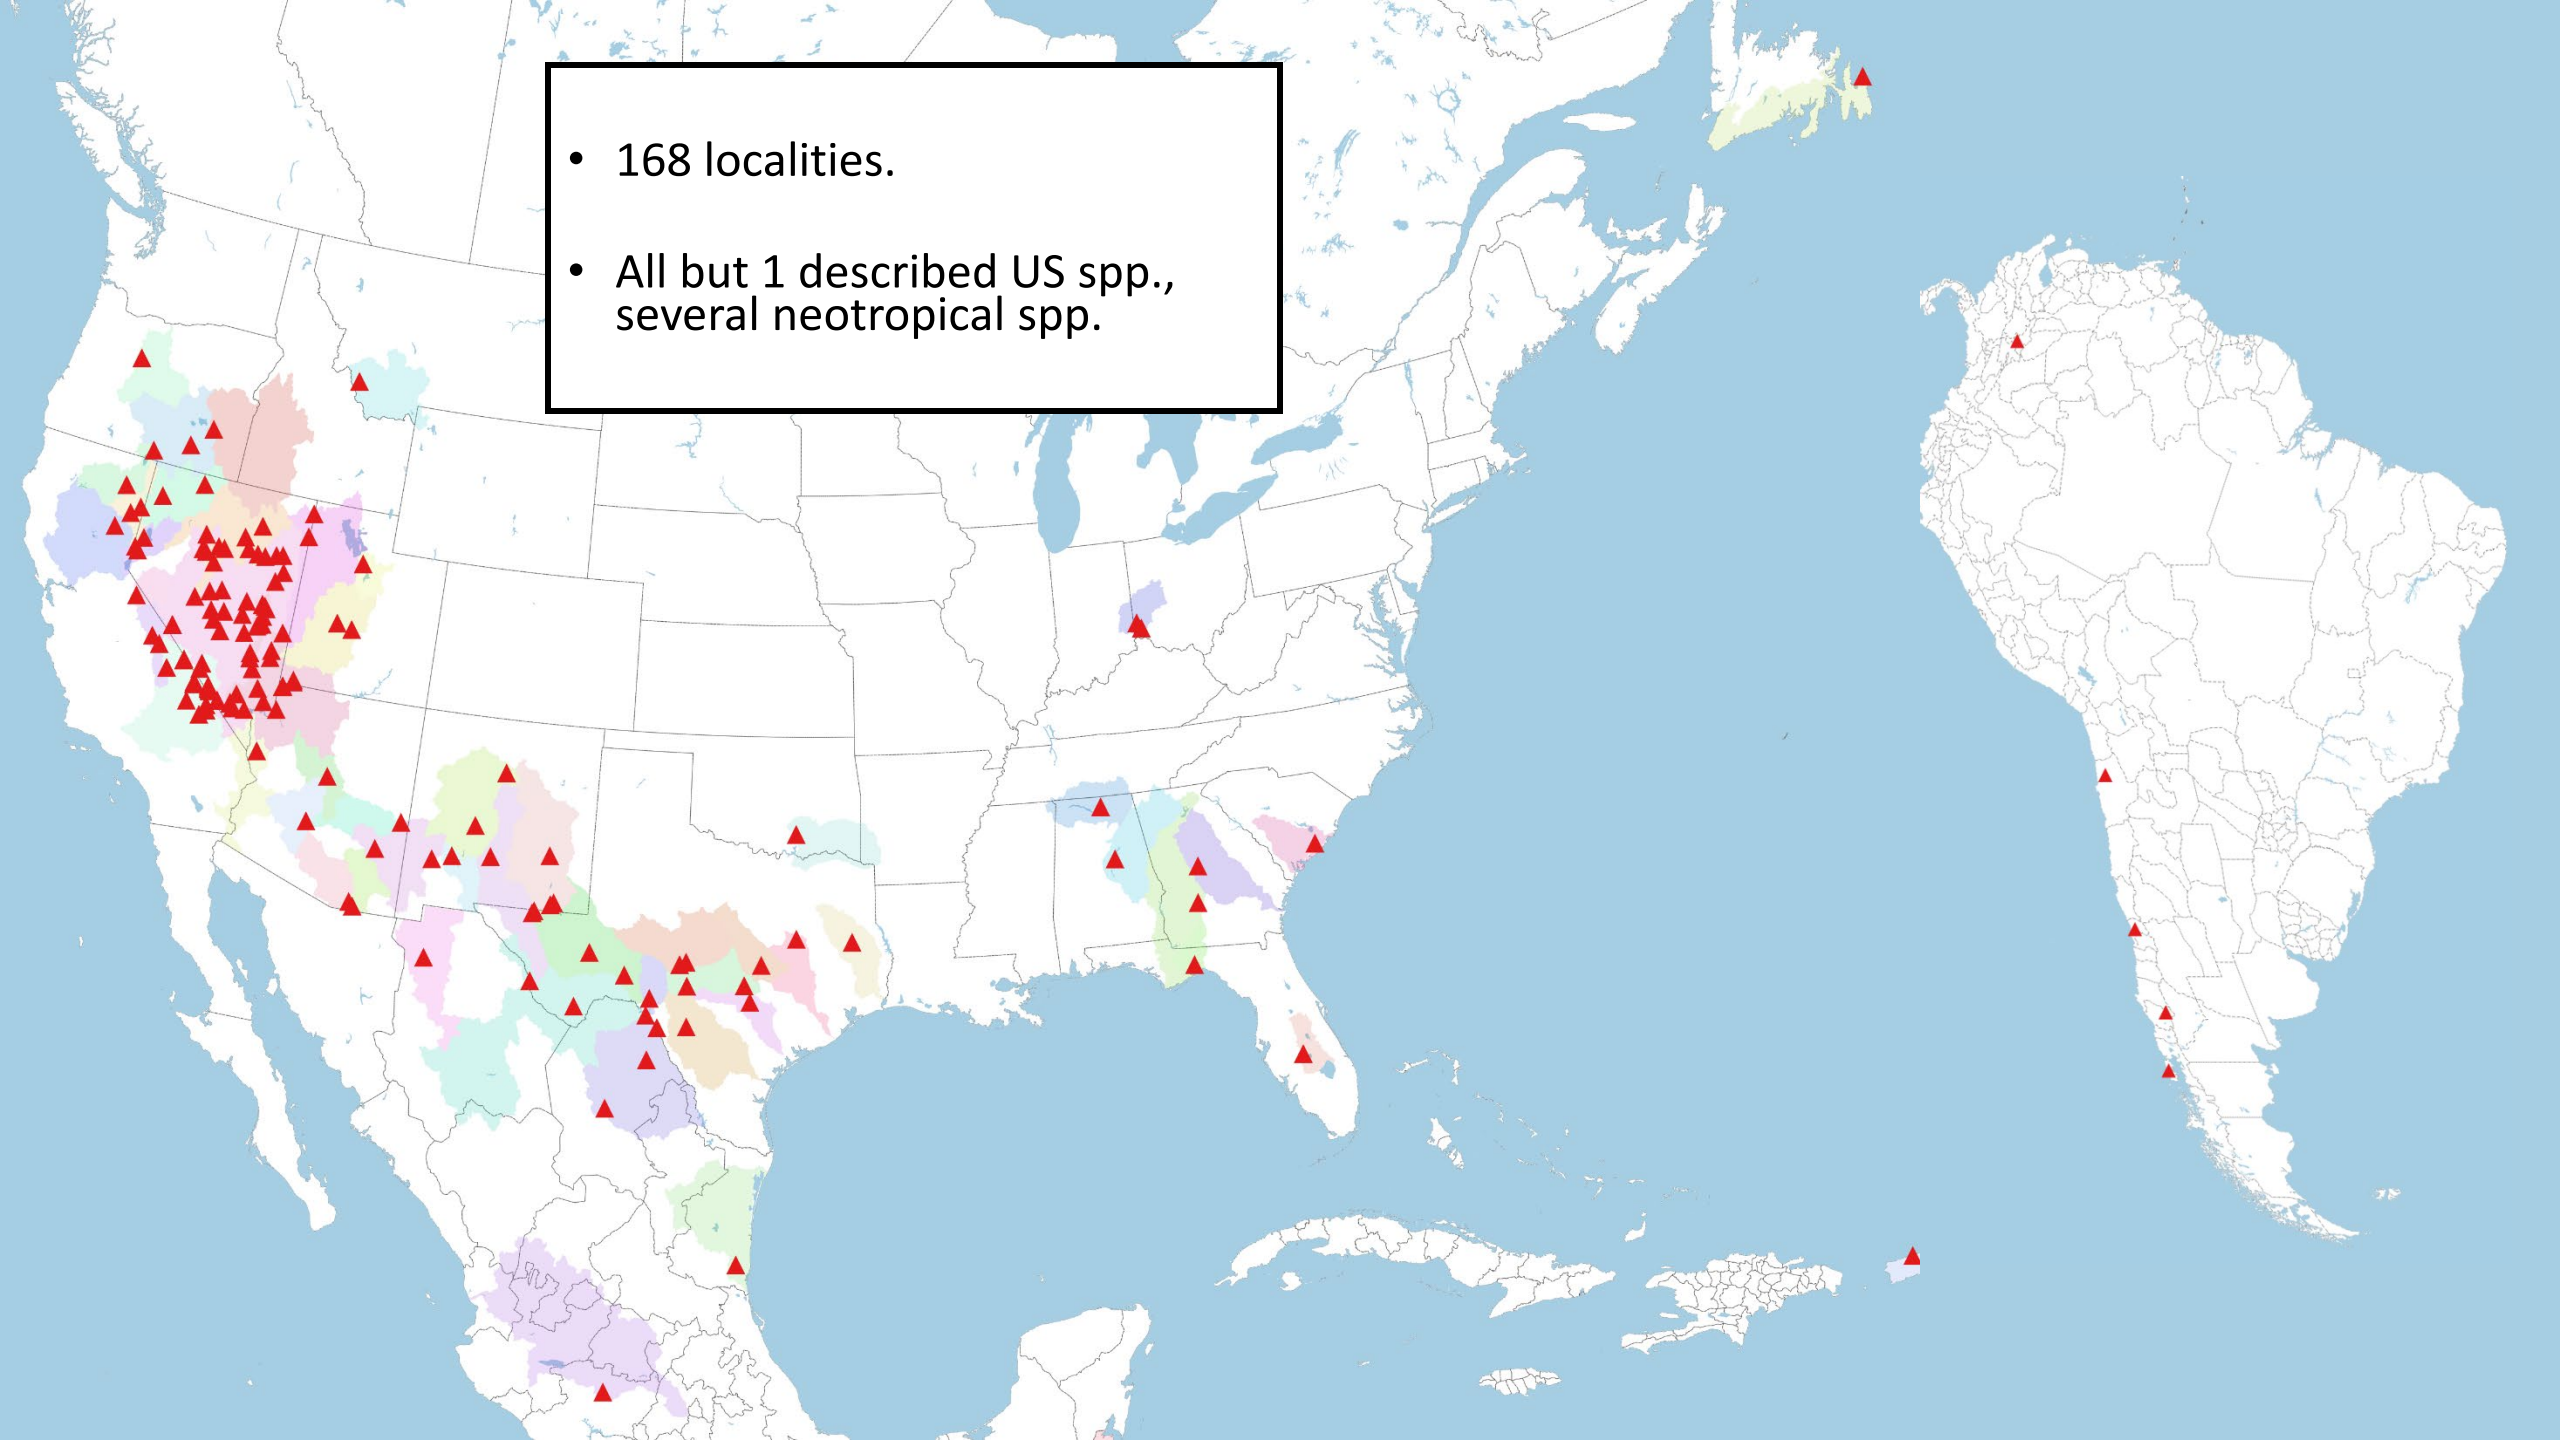 • 168 localities.
• All but 1 described US spp.,
several neotropical spp.